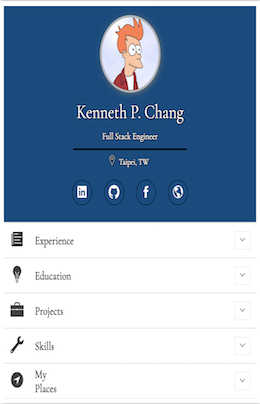 Kenneth P. Chang
Full Stack Engineer
Taipei, TW
in
f
Experience
Education
Projects
Skills
My
Places